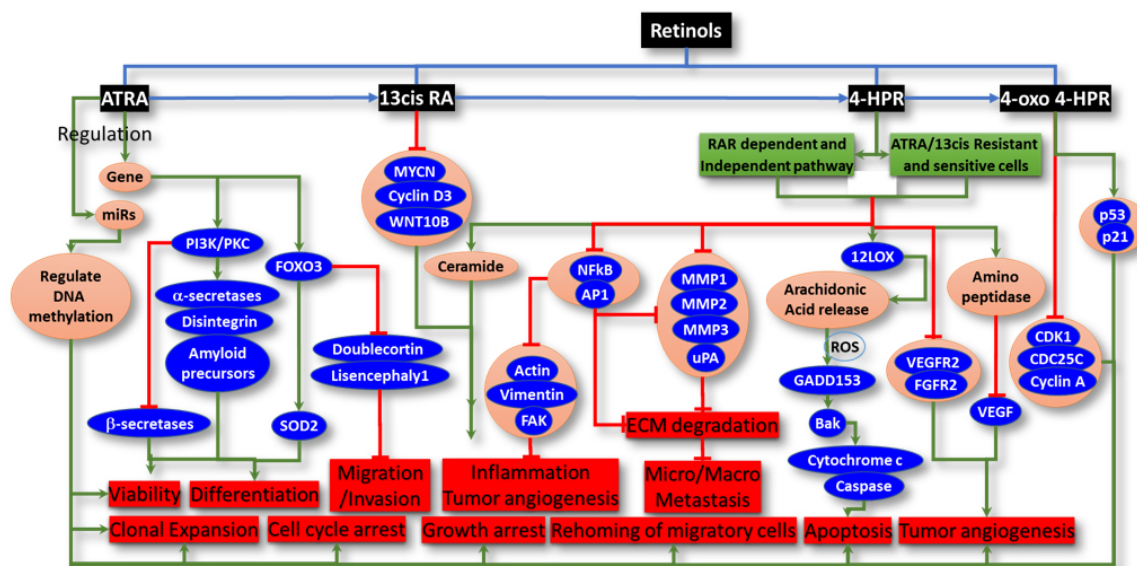 Retinols
ATRA
13cis RA
4-HPR
4-oxo 4-HPR
Regulation
Gene
miRs
Regulate
DNA
methylation
PI3K/PKC
α-secretases
Disintegrin
Amyloid
precursors
β-secretases
FOXO3
Doublecortin
Lisencephaly1
SOD2
MYCN
Cyclin D3
WNT10B
Ceramide
NFkB
AP1
Actin
Vimentin
FAK
MMP1
MMP2
MMP3
uPA
RAR dependent and
Independent pathway
ATRA/13cis Resistant
and sensitive cells
12LOX
Arachidonic
Acid release
ROS
GADD153
Bak
Cytochrome c
Caspase
Amino
peptidase
VEGFR2
FGFR2
VEGF
p53
p21
CDK1
CDC25C
Cyclin A
ECM degradation
Viability
Differentiation
Migration
/Invasion
Inflammation
Tumor angiogenesis
Micro/Macro
Metastasis
Clonal Expansion
Cell cycle arrest
Growth arrest
Rehoming of migratory cells
Apoptosis
Tumor angiogenesis